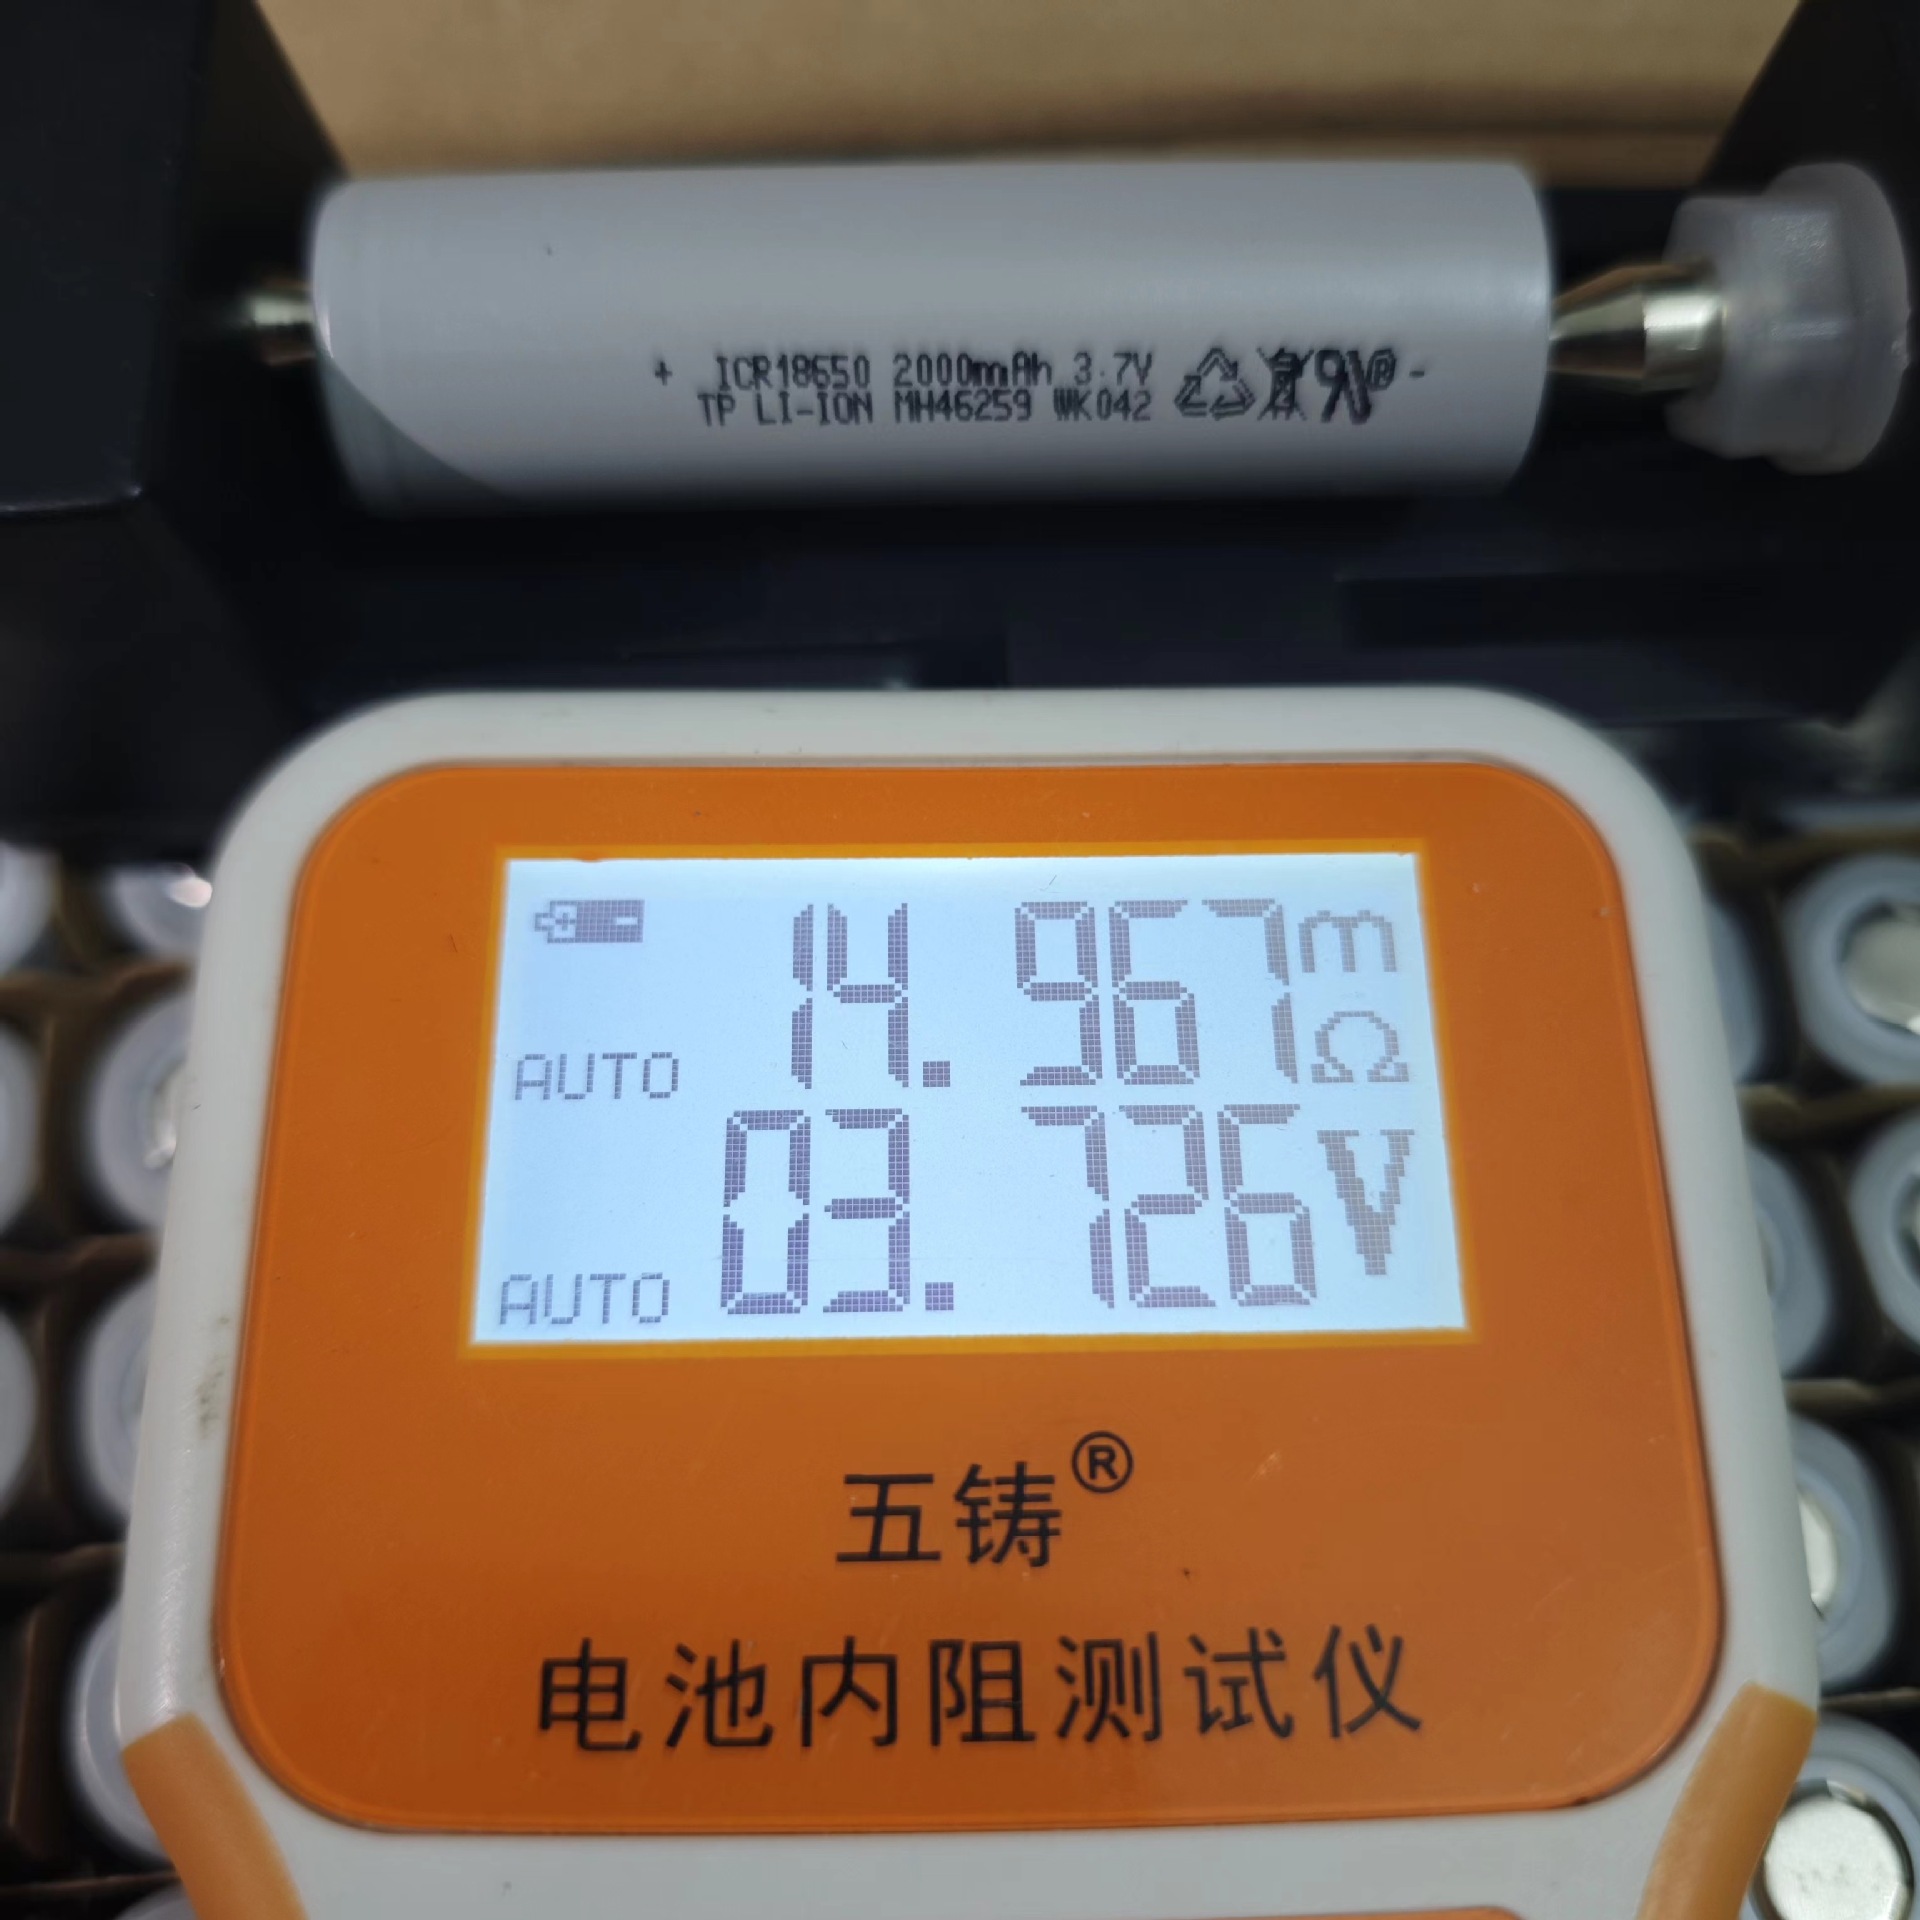 + ICR18650 2000mAh 3.7V -
TP LI-ION MH46259 WK042
14.967mΩ
AUTO
03.726V
AUTO
五铸®
电池内阻测试仪